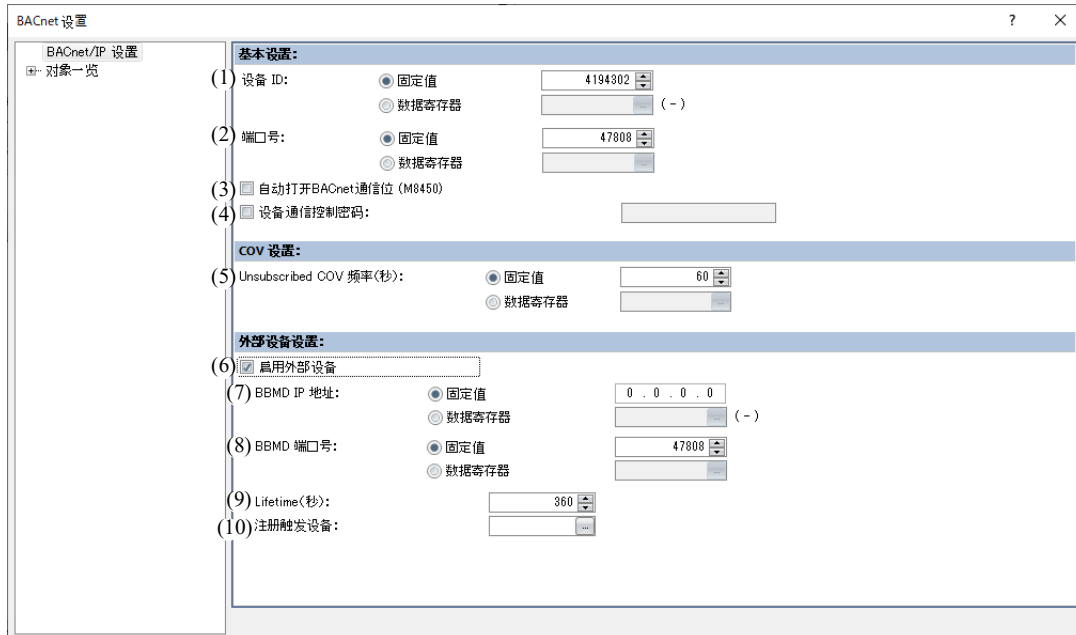 BACnet 设置
BACnet/IP 设置
对象一览
基本设置:
(1) 设备 ID: 固定值 4194302
数据寄存器 ... (-)
(2) 端口号: 固定值 47808
数据寄存器 ...
(3) 自动打开BACnet通信位 (M8450)
(4) 设备通信控制密码:
COV 设置:
(5) Unsubscribed COV 频率(秒): 固定值 60
数据寄存器 ...
外部设备设置:
(6) 启用外部设备
(7) BBMD IP 地址: 固定值 0 . 0 . 0 . 0
数据寄存器 ... (-)
(8) BBMD 端口号: 固定值 47808
数据寄存器 ...
(9) Lifetime(秒): 360
(10) 注册触发设备: ...